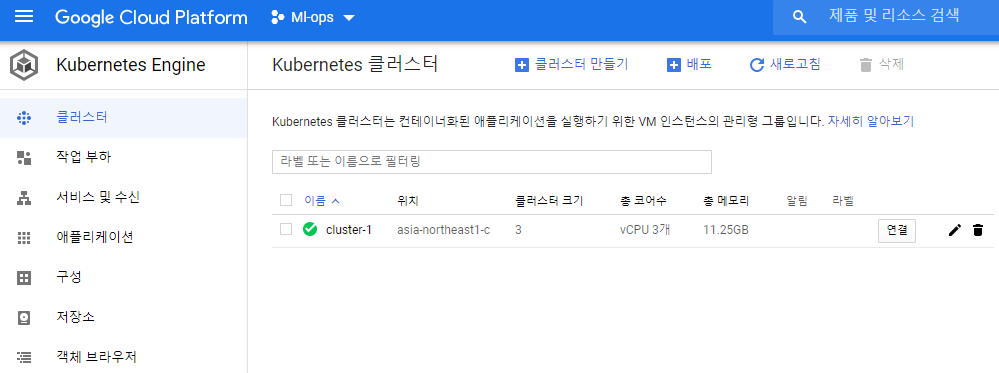 Google Cloud Platform
Ml-ops
제품 및 리소스 검색
Kubernetes Engine
Kubernetes 클러스터
클러스터 만들기
배포
새로고침
삭제
클러스터
작업 부하
서비스 및 수신
애플리케이션
구성
저장소
객체 브라우저
Kubernetes 클러스터는 컨테이너화된 애플리케이션을 실행하기 위한 VM 인스턴스의 관리형 그룹입니다. 자세히 알아보기
라벨 또는 이름으로 필터링
이름 위치 클러스터 크기 총 코어수 총 메모리 알림 라벨
cluster-1 asia-northeast1-c 3 vCPU 3개 11.25GB 연결